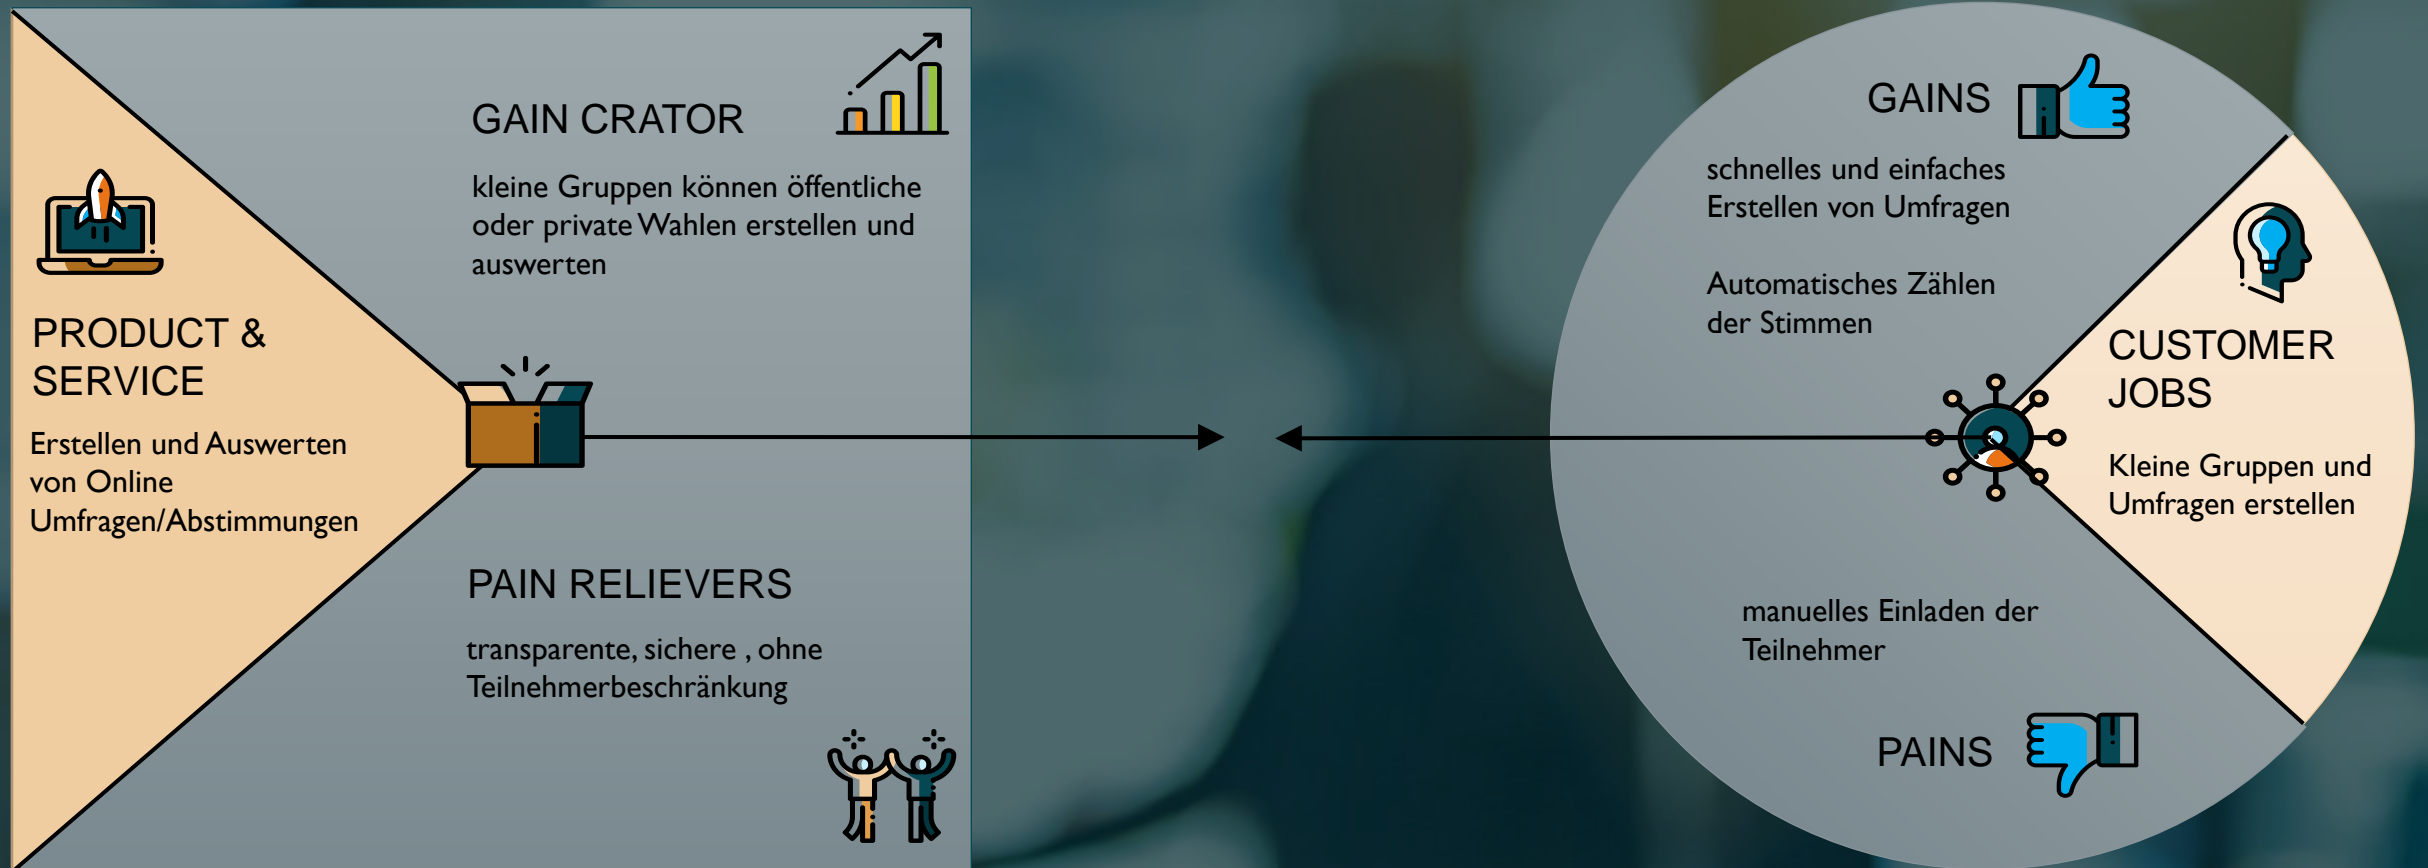 PRODUCT &
SERVICE
Erstellen und Auswerten
von Online
Umfragen/Abstimmungen
GAIN CRATOR
kleine Gruppen können öffentliche
oder private Wahlen erstellen und
auswerten
PAIN RELIEVERS
transparente, sichere , ohne
Teilnehmerbeschränkung
GAINS
schnelles und einfaches
Erstellen von Umfragen
Automatisches Zählen
der Stimmen
CUSTOMER
JOBS
Kleine Gruppen und
Umfragen erstellen
manuelles Einladen der
Teilnehmer
PAINS